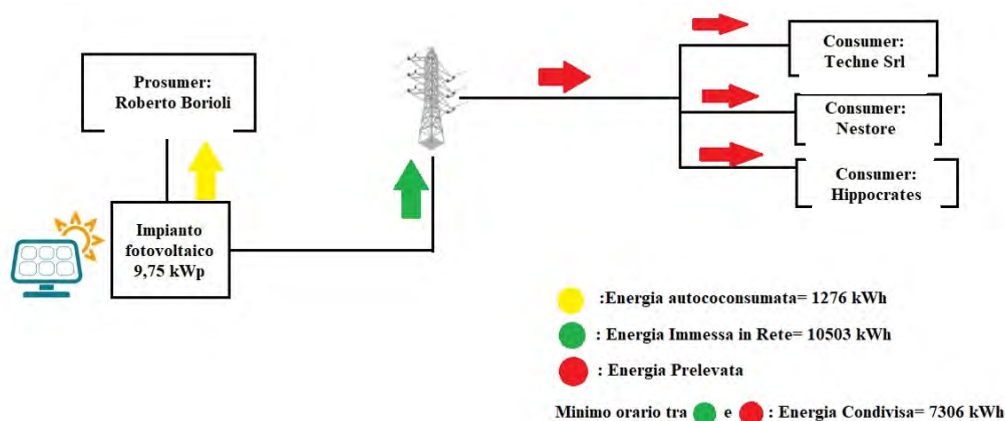 Prosumer:
Roberto Borioli
Impianto
fotovoltaico
9,75 kWp
Consumer:
Techne Srl
Consumer:
Nestore
Consumer:
Hippocrates
:Energia autococonsumata= 1276 kWh
: Energia Immessa in Rete= 10503 kWh
: Energia Prelevata
Minimo orario tra e : Energia Condivisa= 7306 kWh